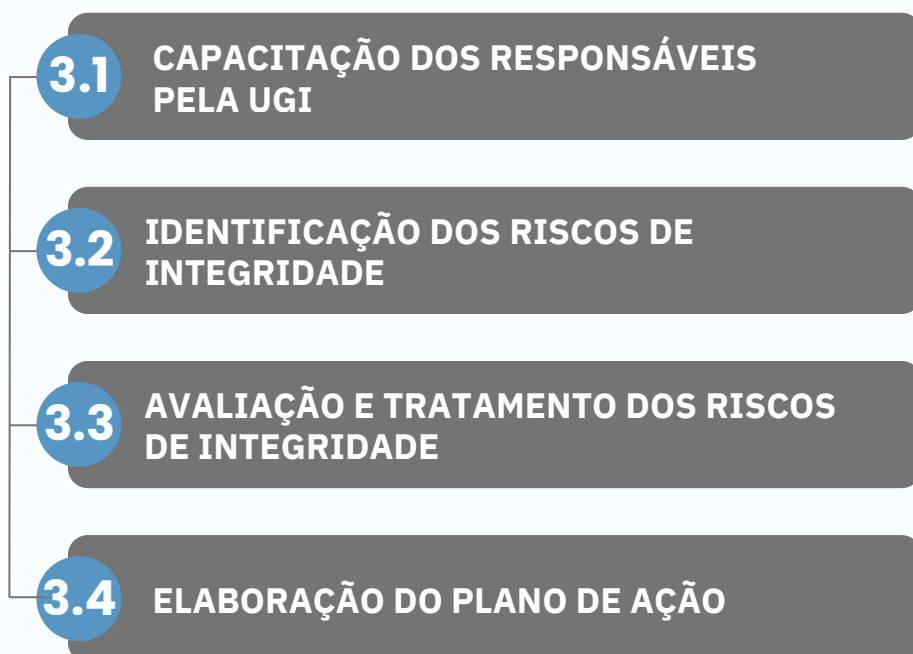 3.1
CAPACITAÇÃO DOS RESPONSÁVEIS
PELA UGI
3.2
IDENTIFICAÇÃO DOS RISCOS DE
INTEGRIDADE
3.3
AVALIAÇÃO E TRATAMENTO DOS RISCOS
DE INTEGRIDADE
3.4
ELABORAÇÃO DO PLANO DE AÇÃO